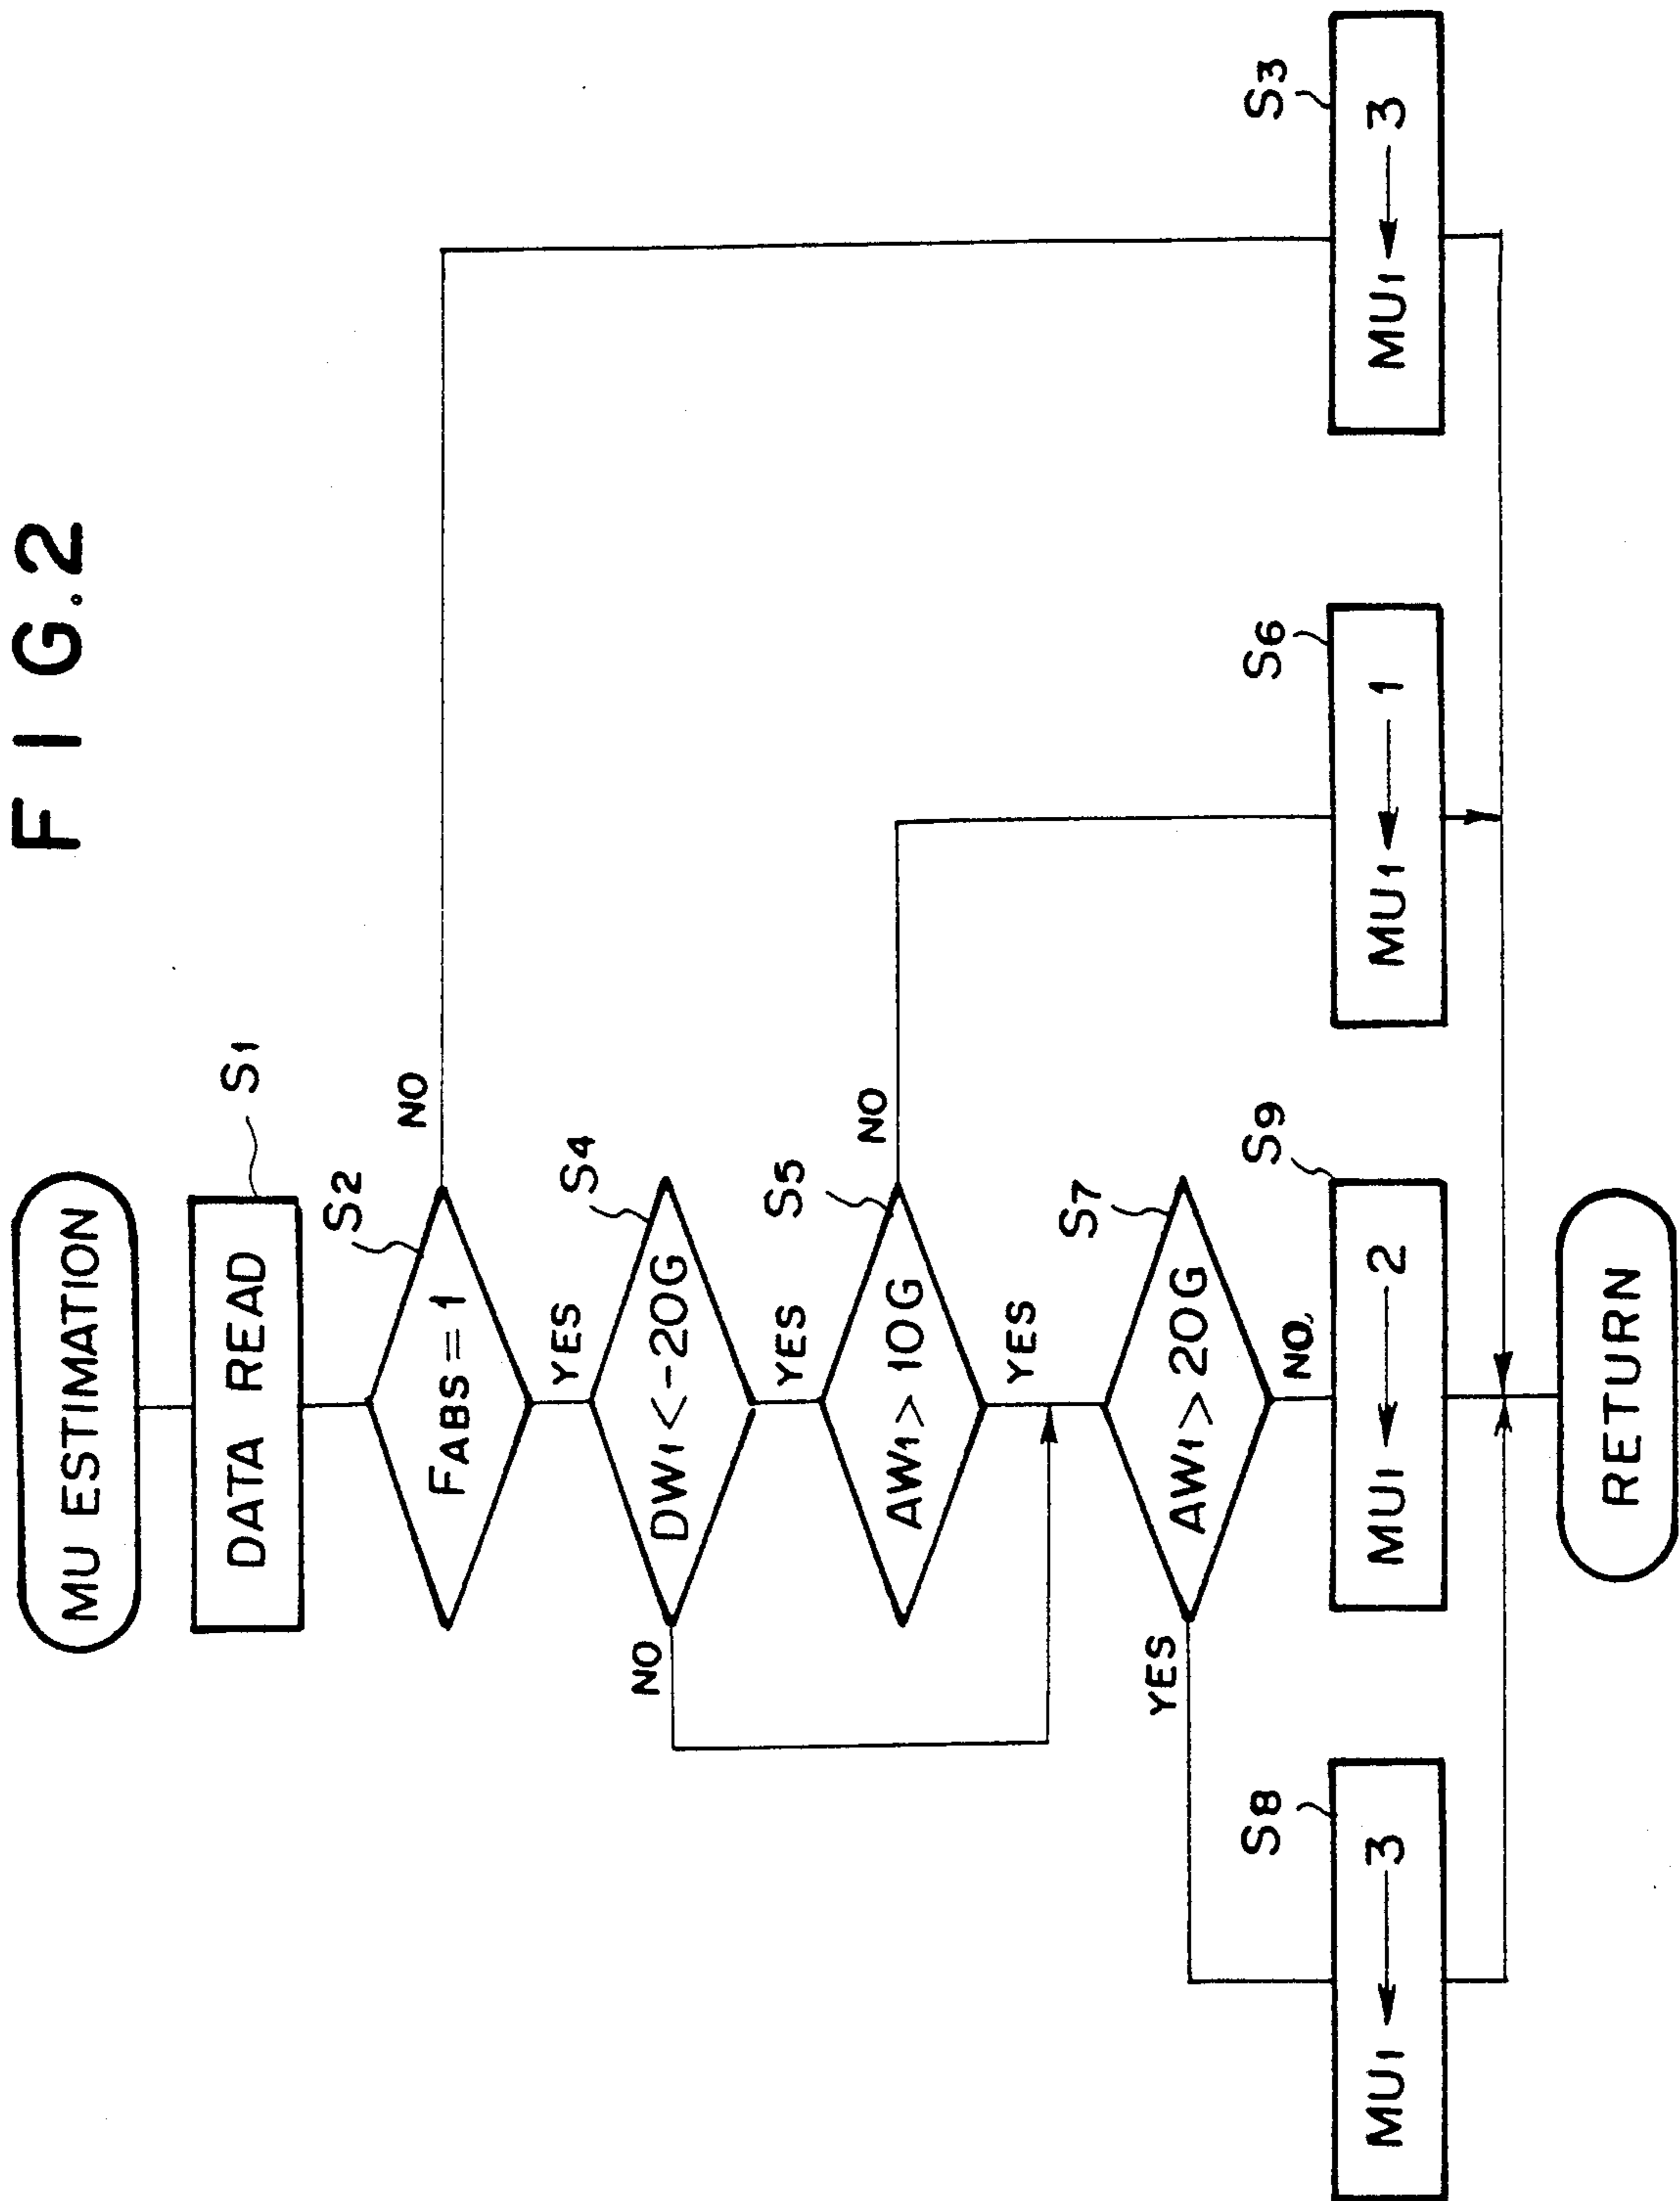 FIG.2
MU ESTIMATION
DATA READ
S1
FABS=1
S2
NO
YES
DW1<-20G
S4
NO
YES
AW1>10G
S5
NO
YES
AW1>20G
S7
YES
NO
MU1←3
S8
MU1←2
S9
MU1←1
S6
MU1←3
S3
RETURN